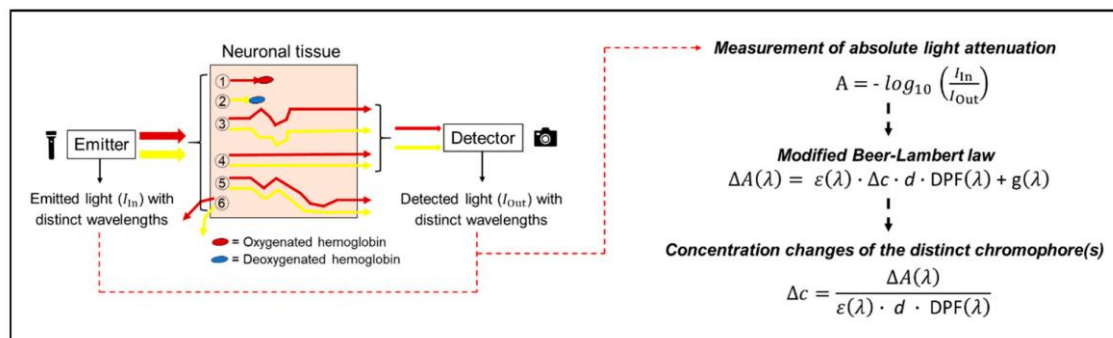 Neuronal tissue
①
②
③
④
⑤
⑥
Emitter
Detector
Emitted light (I_In) with
distinct wavelengths
Detected light (I_Out) with
distinct wavelengths
= Oxygenated hemoglobin
= Deoxygenated hemoglobin
Measurement of absolute light attenuation
A = - log₁₀ (I_In / I_Out)
Modified Beer-Lambert law
ΔA(λ) = ε(λ) · Δc · d · DPF(λ) + g(λ)
Concentration changes of the distinct chromophore(s)
Δc = ΔA(λ) / ε(λ) · d · DPF(λ)